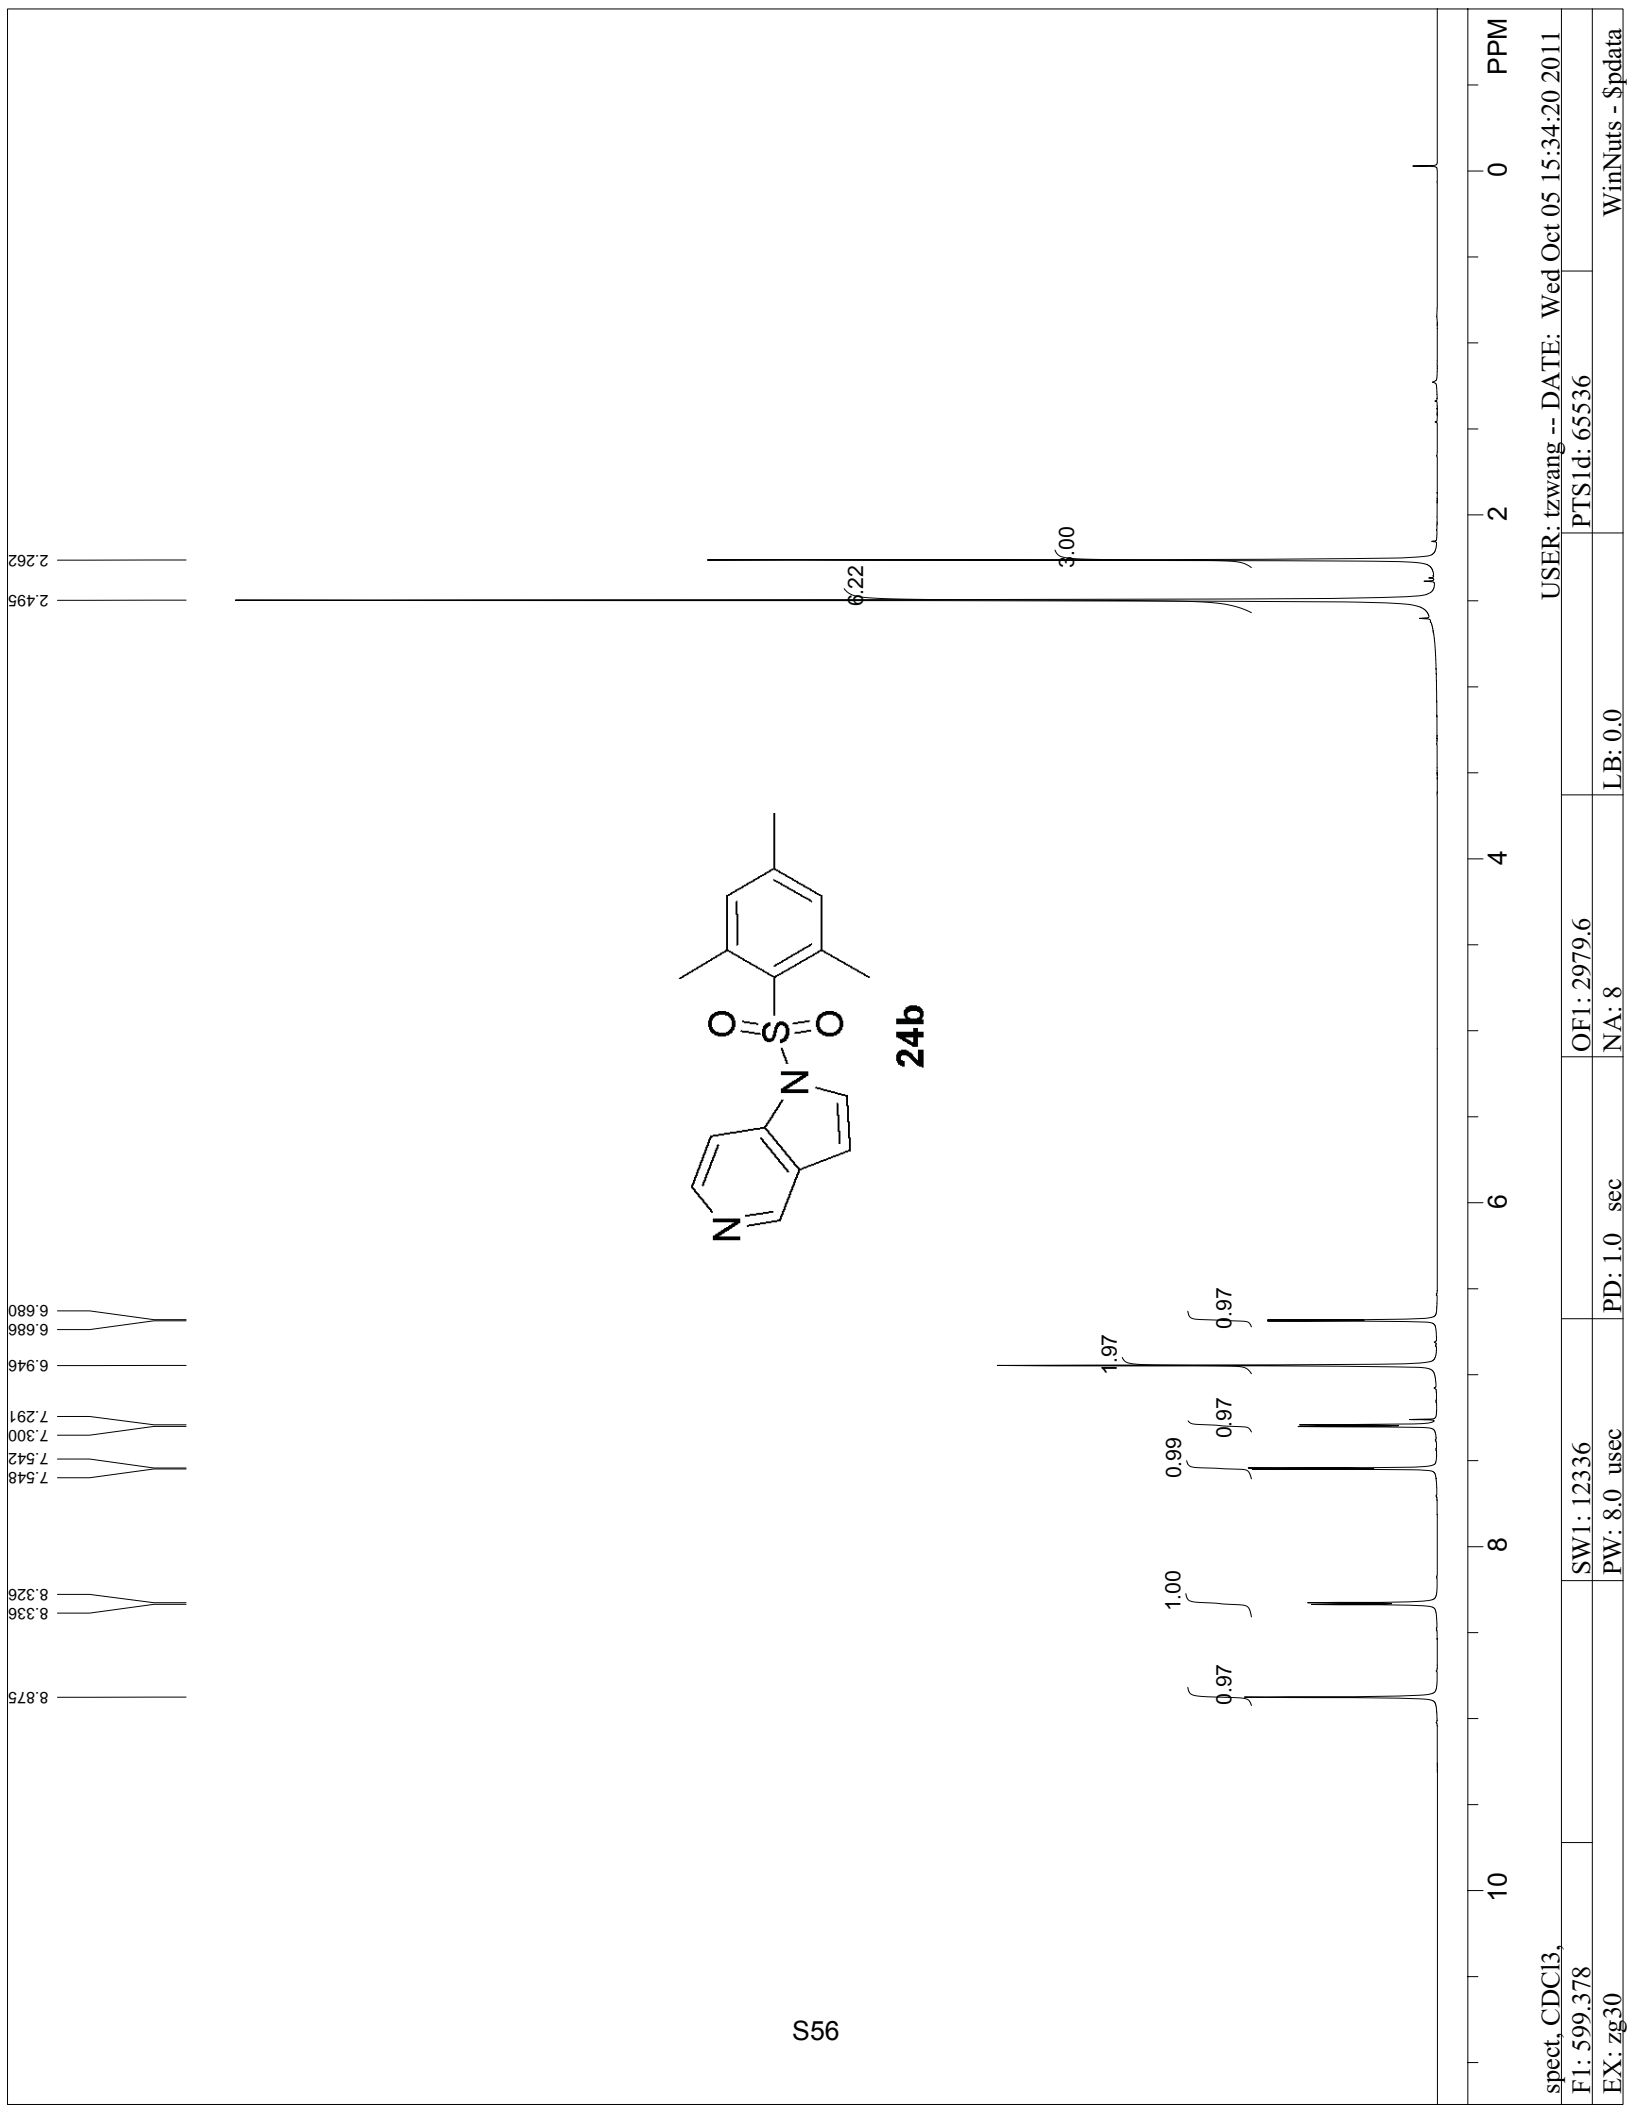 8.875
8.336
8.326
7.548
7.542
7.300
7.291
6.946
6.686
6.680
2.495
2.262
0.97
1.00
0.99
0.97
1.97
0.97
6.22
3.00
N
N
S
O
O
24b
10
8
6
4
2
0
PPM
S56
spect, CDCl3,
USER: tzwang -- DATE: Wed Oct 05 15:34:20 2011
F1: 599.378
SW1: 12336
OF1: 2979.6
PTS1d: 65536
EX: zg30
PW: 8.0 usec
PD: 1.0 sec
NA: 8
LB: 0.0
WinNuts - $pdata